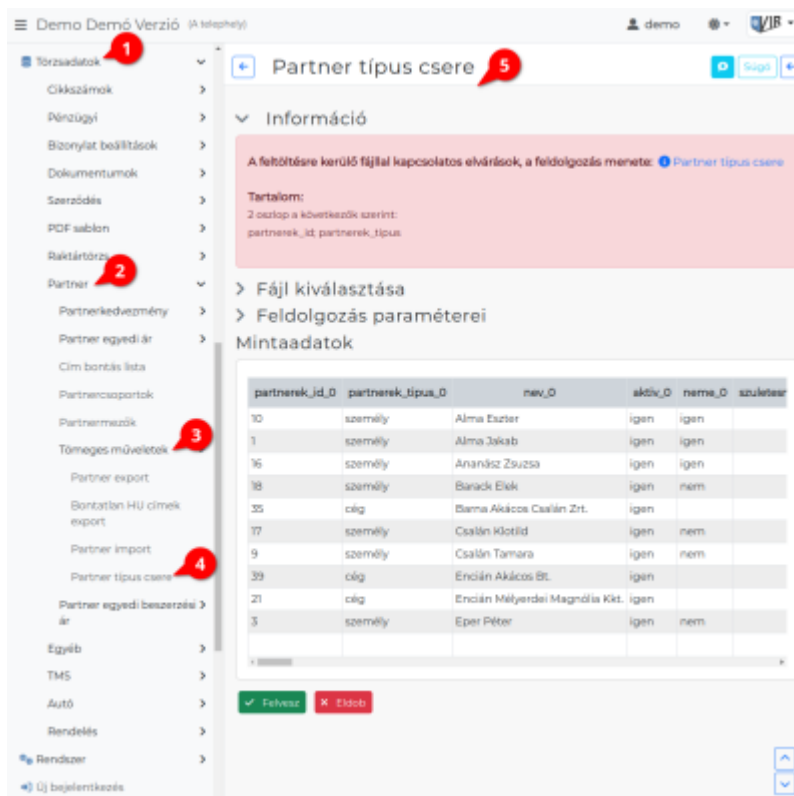 Demo Demó Verzió (A telephely)
demo
VJR
1
Törzsadatok
Cikkszámok
Pénzügyi
Bizonylat beállítások
Dokumentumok
Szerződés
PDF sablon
Raktártörzs
2
Partner
Partnerkedvezmény
Partner egyedi ár
Cím bontás lista
Partnercsoportok
Partnermezők
3
Tömeges műveletek
Partner export
Bontatlan HU címek
export
Partner import
4
Partner típus csere
Partner egyedi beszerzési
ár
Egyéb
TMS
Autó
Rendelés
Rendszer
Új bejelentkezés
Partner típus csere
5
Súgó
Információ
A feltöltésre kerülő fájllal kapcsolatos elvárások, a feldolgozás menete: Partner típus csere
Tartalom:
2 oszlop a következők szerint:
partnerek_id; partnerek_tipus
Fájl kiválasztása
Feldolgozás paraméterei
Mintaadatok
partnerek_id_0 partnerek_tipus_0 nev_0 aktiv_0 neme_0
10 személy Alma Eszter igen igen
1 személy Alma Jakab igen igen
16 személy Ananász Zsuzsa igen igen
18 személy Barack Elek igen nem
35 cég Barna Akácos Csalán Zrt. igen
17 személy Csalán Klotild igen nem
9 személy Csalán Tamara igen nem
39 cég Encián Akácos Bt. igen
21 cég Encián Mélyerdei Magnólia Kkt. igen
3 személy Eper Péter igen nem
Felvesz Eldob